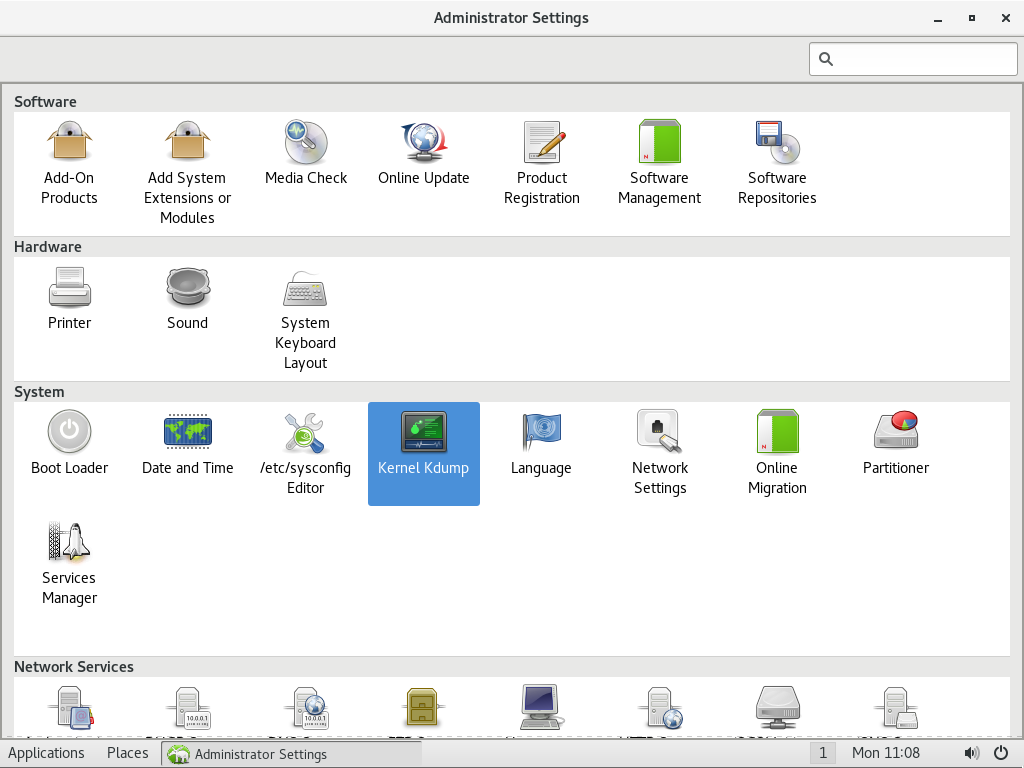 Administrator Settings
Software
Add-On
Products
Add System
Extensions or
Modules
Media Check
Online Update
Product
Registration
Software
Management
Software
Repositories
Hardware
Printer
Sound
System
Keyboard
Layout
System
Boot Loader
Date and Time
/etc/sysconfig
Editor
Kernel Kdump
Language
Network
Settings
Online
Migration
Partitioner
Services
Manager
Network Services
10.0.0.1
10.0.0.1
Applications
Places
Administrator Settings
1
Mon 11:08